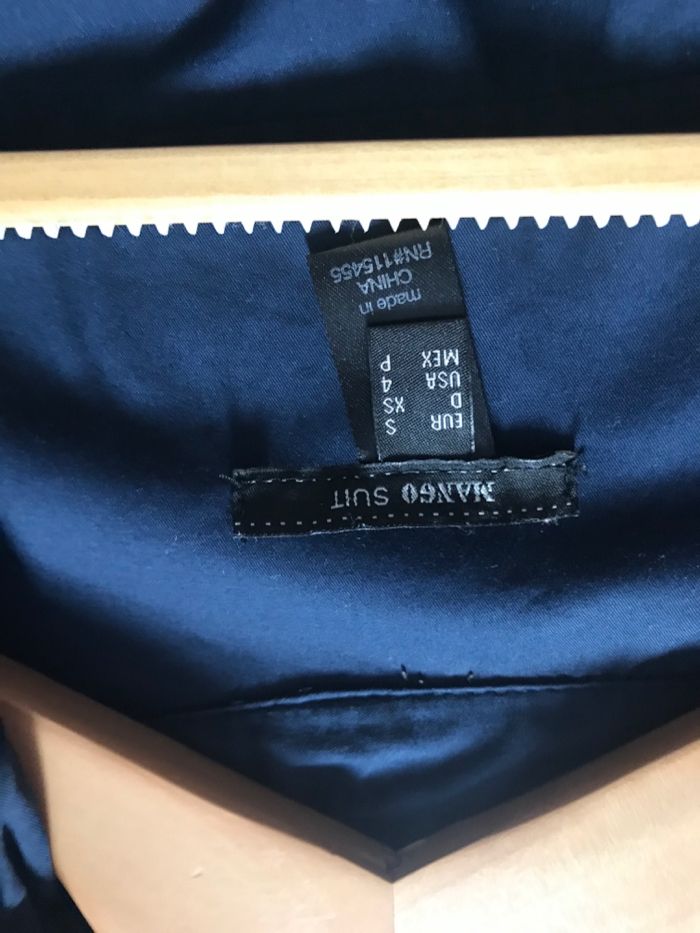 MANGO SUIT
EUR S
D XS
USA 4
MEX P
made in
CHINA
RN#115455